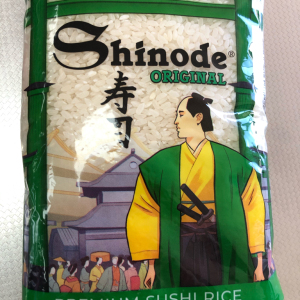 Shinode®
ORIGINAL
寿司
PREMIUM SUSHI RICE